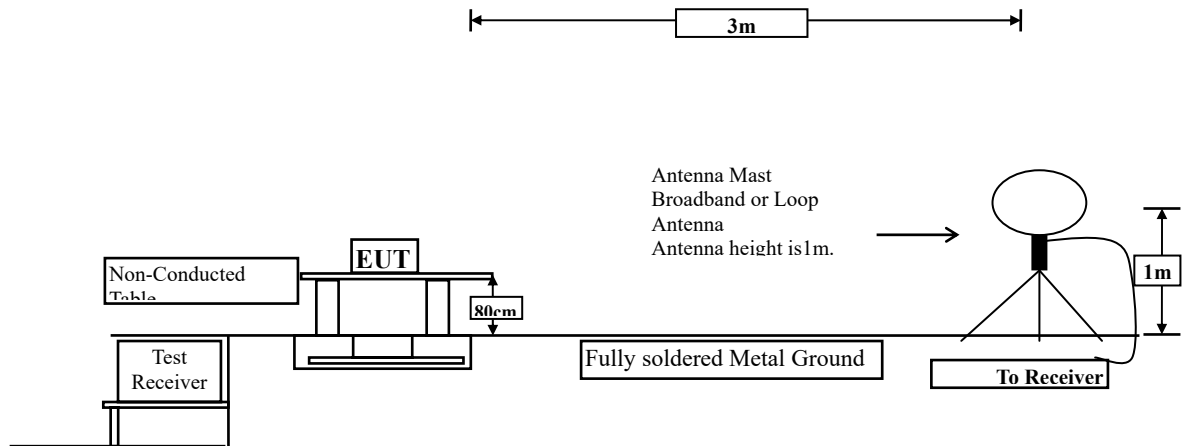 3m
Antenna Mast
Broadband or Loop
Antenna
Antenna height is1m.
EUT
Non-Conducted
Table
80cm
1m
Test
Receiver
Fully soldered Metal Ground
To Receiver